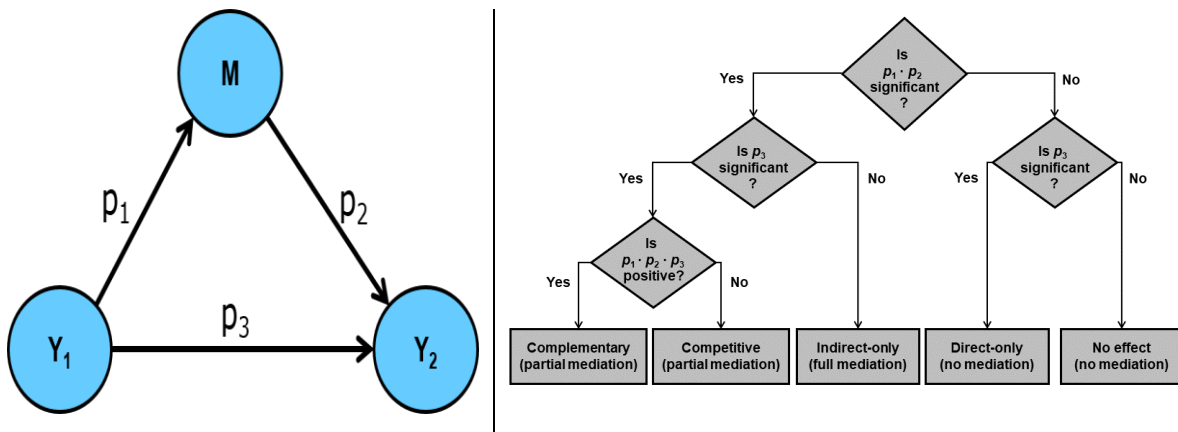 M
p₁
p₂
Y₁
p₃
Y₂
Is
p₁ · p₂
significant
?
Yes
No
Is p₃
significant
?
Yes
No
Is p₃
significant
?
Yes
No
Is
p₁ · p₂ · p₃
positive?
Yes
No
Complementary
(partial mediation)
Competitive
(partial mediation)
Indirect-only
(full mediation)
Direct-only
(no mediation)
No effect
(no mediation)